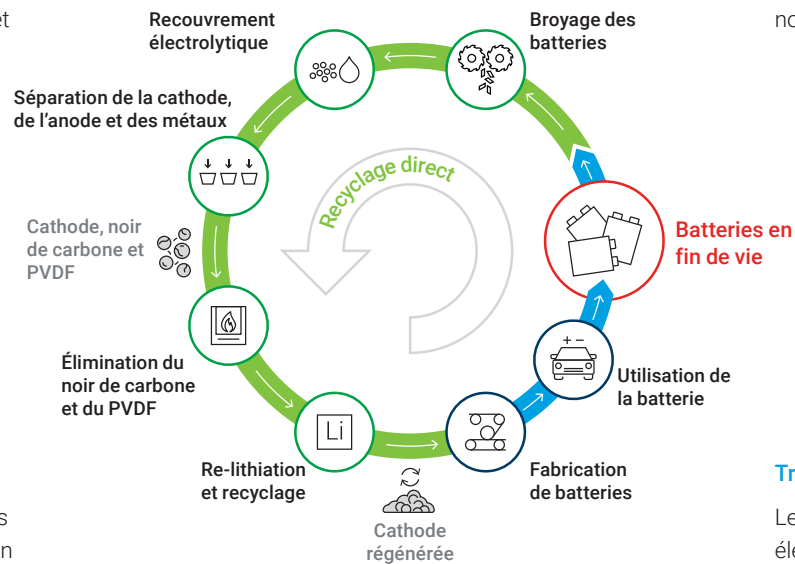 et
no
Recouvrement
électrolytique
Broyage des
batteries
Séparation de la cathode,
de l'anode et des métaux
Recyclage direct
Cathode, noir
de carbone et
PVDF
Batteries en
fin de vie
Élimination du
noir de carbone
et du PVDF
+ −
Utilisation de
la batterie
Li
Re-lithiation
et recyclage
Fabrication
de batteries
Cathode
régénérée
Tr
s
n
Le
éle